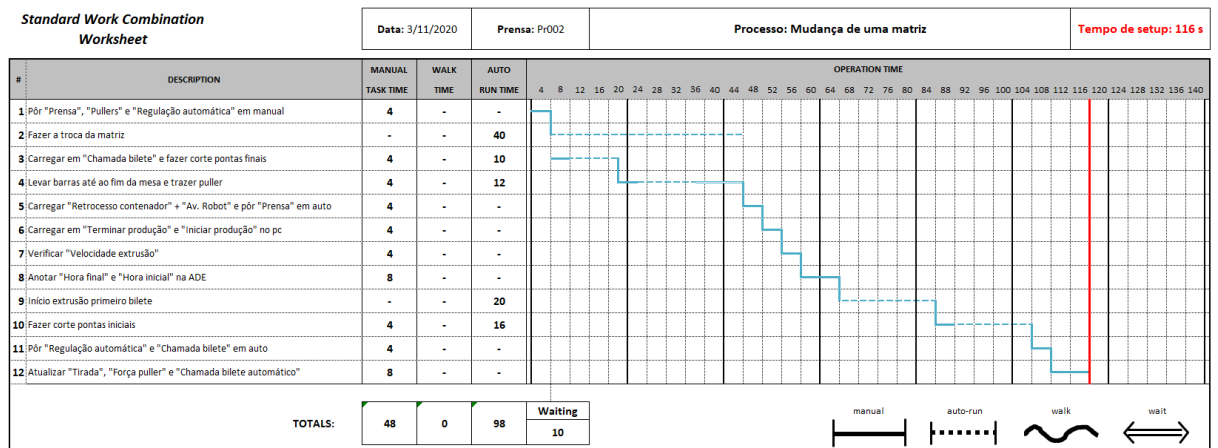 Standard Work Combination
Worksheet
Data: 3/11/2020
Prensa: Pr002
Processo: Mudança de uma matriz
Tempo de setup: 116 s
# DESCRIPTION MANUAL TASK TIME WALK TIME AUTO RUN TIME OPERATION TIME
4 8 12 16 20 24 28 32 36 40 44 48 52 56 60 64 68 72 76 80 84 88 92 96 100 104 108 112 116 120 124 128 132 136 140
1 Pôr "Prensa", "Pullers" e "Regulação automática" em manual 4 - -
2 Fazer a troca da matriz - - 40
3 Carregar em "Chamada bilete" e fazer corte pontas finais 4 - 10
4 Levar barras até ao fim da mesa e trazer puller 4 - 12
5 Carregar "Retrocesso contenador" + "Av. Robot" e pôr "Prensa" em auto 4 - -
6 Carregar em "Terminar produção" e "Iniciar produção" no pc 4 - -
7 Verificar "Velocidade extrusão" 4 - -
8 Anotar "Hora final" e "Hora inicial" na ADE 8 - -
9 Início extrusão primeiro bilete - - 20
10 Fazer corte pontas iniciais 4 - 16
11 Pôr "Regulação automática" e "Chamada bilete" em auto 4 - -
12 Atualizar "Tirada", "Força puller" e "Chamada bilete automático" 8 - -
TOTALS: 48 0 98
Waiting
10
manual auto-run walk wait